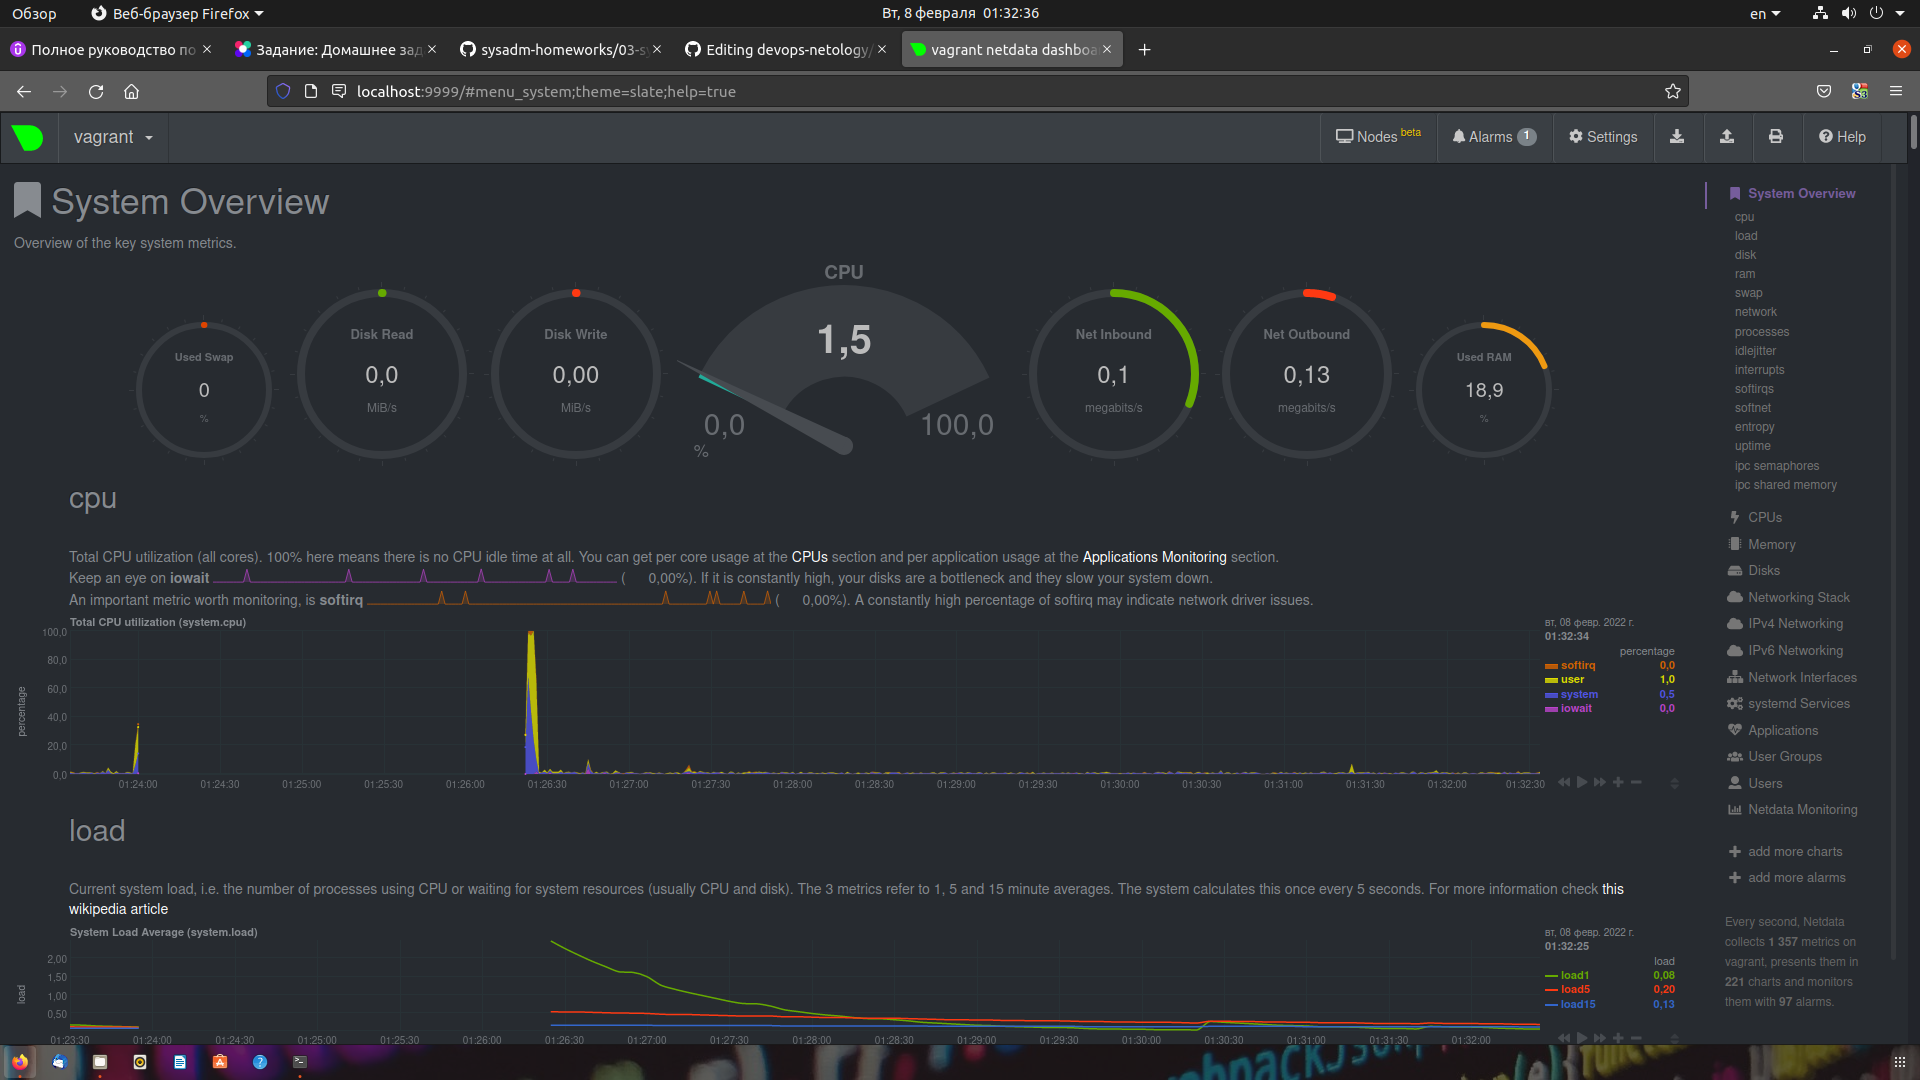 Обзор
Веб-браузер Firefox
Вт, 8 февраля 01:32:36
en
Полное руководство по
Задание: Домашнее зад
sysadm-homeworks/03-sy
Editing devops-netology/
vagrant netdata dashboa
localhost:9999/#menu_system;theme=slate;help=true
vagrant
Nodes beta
Alarms 1
Settings
Help
System Overview
Overview of the key system metrics.
Used Swap
0
%
Disk Read
0,0
MiB/s
Disk Write
0,00
MiB/s
CPU
1,5
0,0
100,0
%
Net Inbound
0,1
megabits/s
Net Outbound
0,13
megabits/s
Used RAM
18,9
%
cpu
Total CPU utilization (all cores). 100% here means there is no CPU idle time at all. You can get per core usage at the CPUs section and per application usage at the Applications Monitoring section.
Keep an eye on iowait ( 0,00%). If it is constantly high, your disks are a bottleneck and they slow your system down.
An important metric worth monitoring, is softirq ( 0,00%). A constantly high percentage of softirq may indicate network driver issues.
Total CPU utilization (system.cpu)
percentage
100,0
80,0
60,0
40,0
20,0
0,0
01:24:00 01:24:30 01:25:00 01:25:30 01:26:00 01:26:30 01:27:00 01:27:30 01:28:00 01:28:30 01:29:00 01:29:30 01:30:00 01:30:30 01:31:00 01:31:30 01:32:00 01:32:30
вт, 08 февр. 2022 г.
01:32:34
percentage
softirq 0,0
user 1,0
system 0,5
iowait 0,0
load
Current system load, i.e. the number of processes using CPU or waiting for system resources (usually CPU and disk). The 3 metrics refer to 1, 5 and 15 minute averages. The system calculates this once every 5 seconds. For more information check this
wikipedia article
System Load Average (system.load)
load
2,00
1,50
1,00
0,50
01:23:30 01:24:00 01:24:30 01:25:00 01:25:30 01:26:00 01:26:30 01:27:00 01:27:30 01:28:00 01:28:30 01:29:00 01:29:30 01:30:00 01:30:30 01:31:00 01:31:30 01:32:00
вт, 08 февр. 2022 г.
01:32:25
load
load1 0,08
load5 0,20
load15 0,13
System Overview
cpu
load
disk
ram
swap
network
processes
idlejitter
interrupts
softirqs
softnet
entropy
uptime
ipc semaphores
ipc shared memory
CPUs
Memory
Disks
Networking Stack
IPv4 Networking
IPv6 Networking
Network Interfaces
systemd Services
Applications
User Groups
Users
Netdata Monitoring
add more charts
add more alarms
Every second, Netdata
collects 1 357 metrics on
vagrant, presents them in
221 charts and monitors
them with 97 alarms.